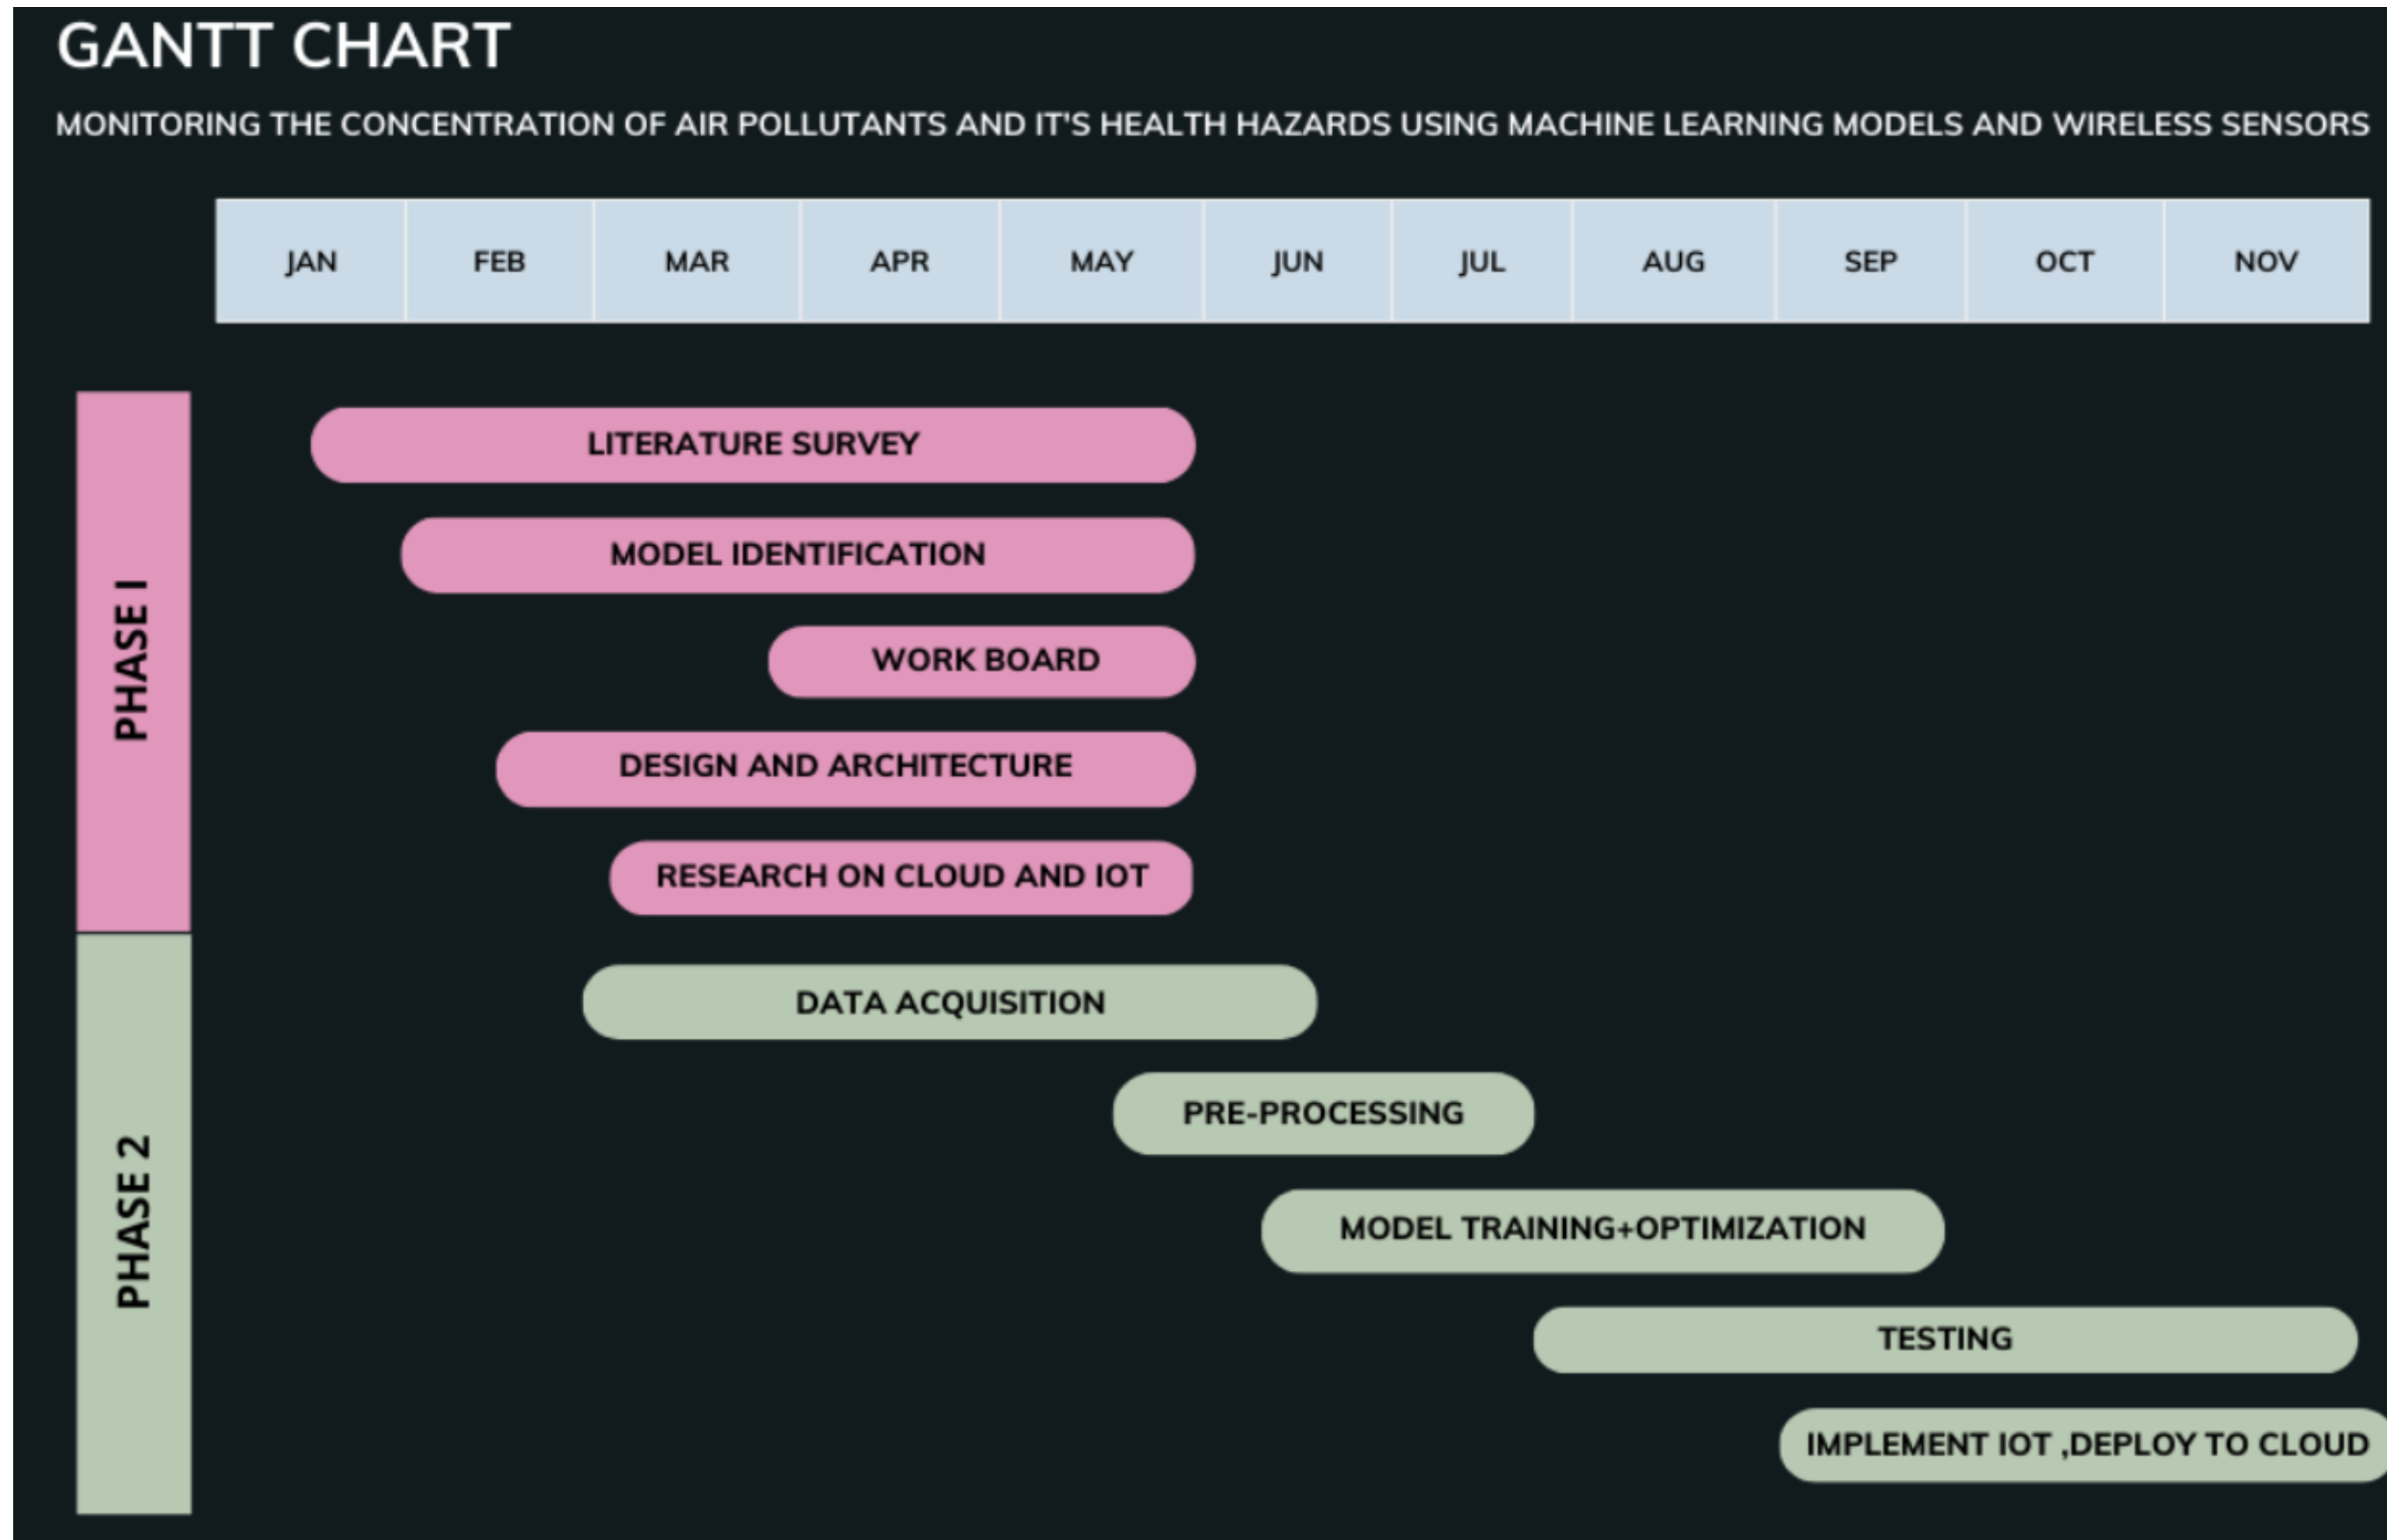 GANTT CHART
MONITORING THE CONCENTRATION OF AIR POLLUTANTS AND IT'S HEALTH HAZARDS USING MACHINE LEARNING MODELS AND WIRELESS SENSORS
JAN FEB MAR APR MAY JUN JUL AUG SEP OCT NOV
PHASE I
LITERATURE SURVEY
MODEL IDENTIFICATION
WORK BOARD
DESIGN AND ARCHITECTURE
RESEARCH ON CLOUD AND IOT
PHASE 2
DATA ACQUISITION
PRE-PROCESSING
MODEL TRAINING+OPTIMIZATION
TESTING
IMPLEMENT IOT ,DEPLOY TO CLOUD